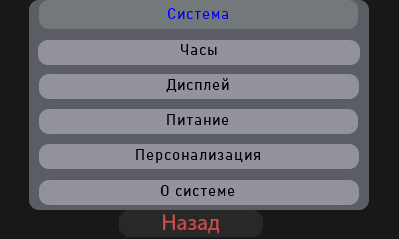 Система
Часы
Дисплей
Питание
Персонализация
О системе
Назад